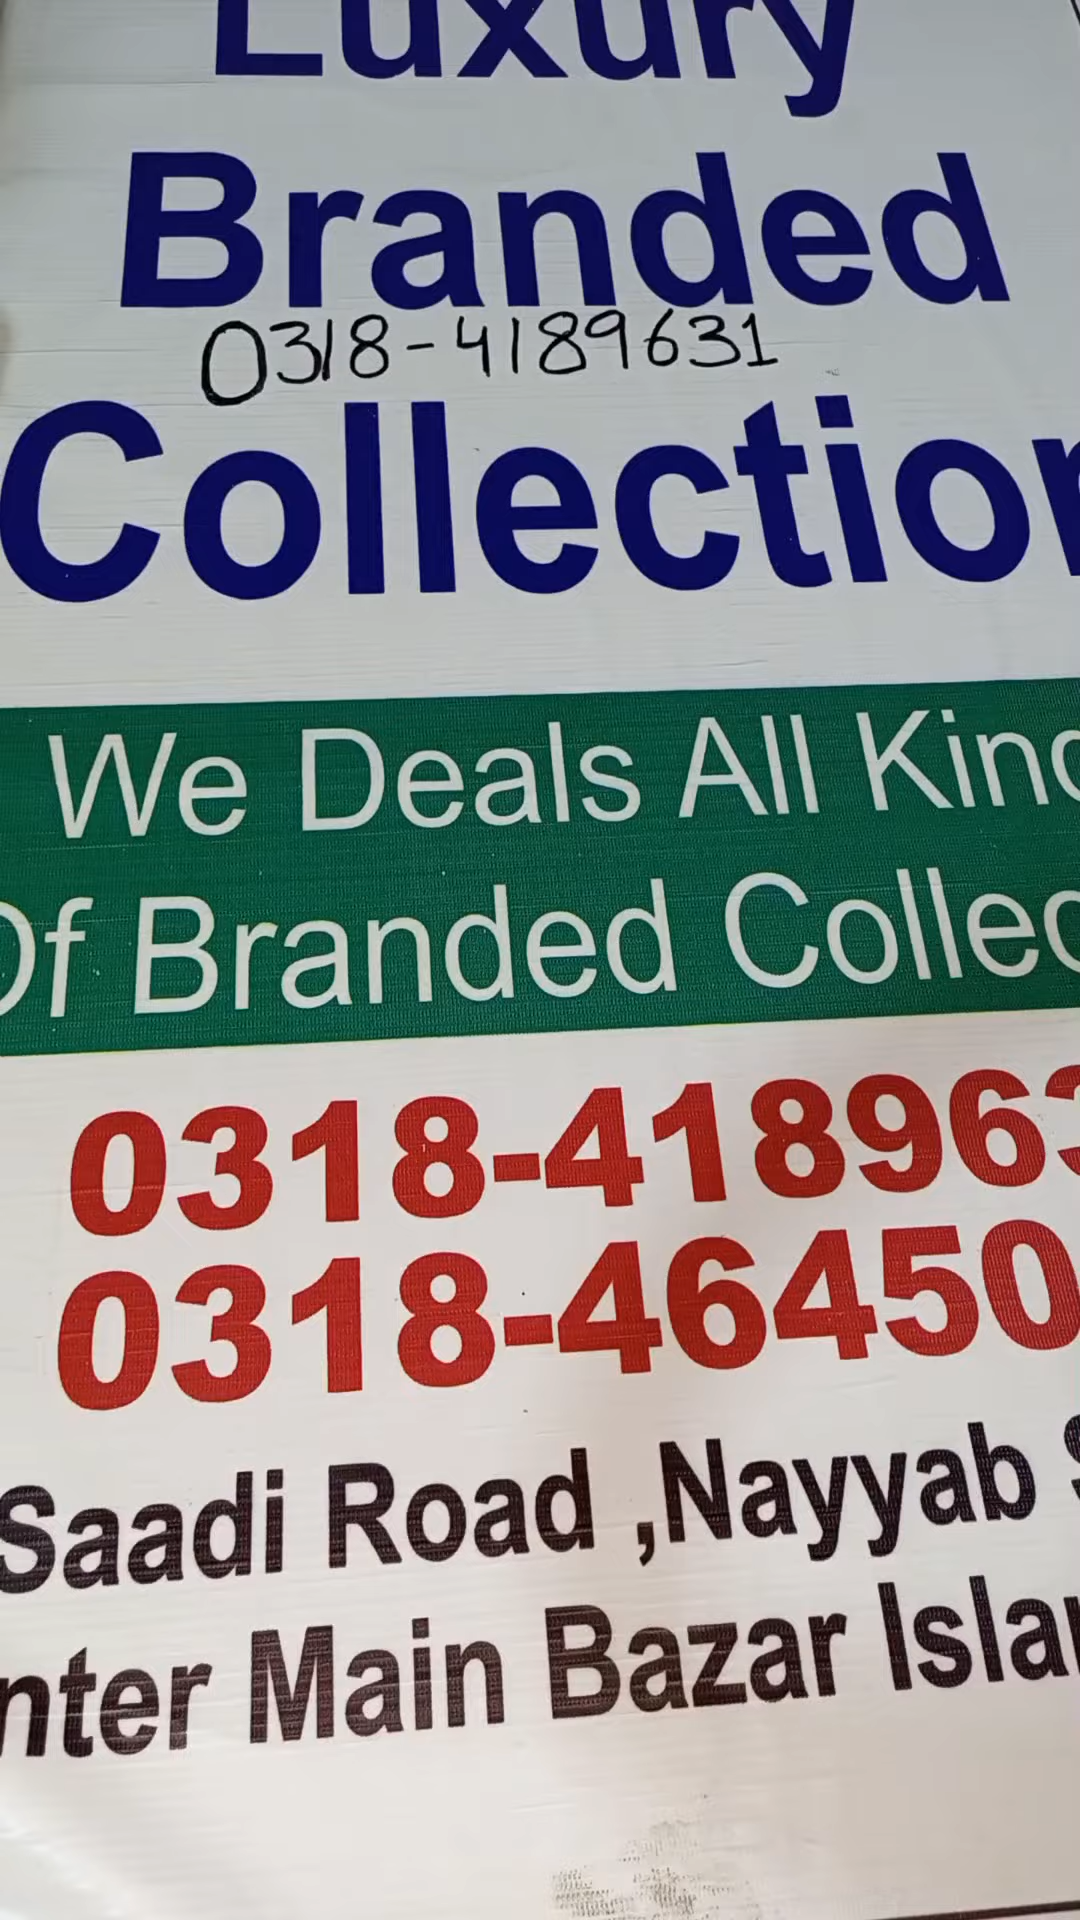 Luxury
Branded
0318-4189631
Collection
We Deals All Kind
Of Branded Collec
0318-418963
0318-46450
Saadi Road ,Nayyab S
nter Main Bazar Islam